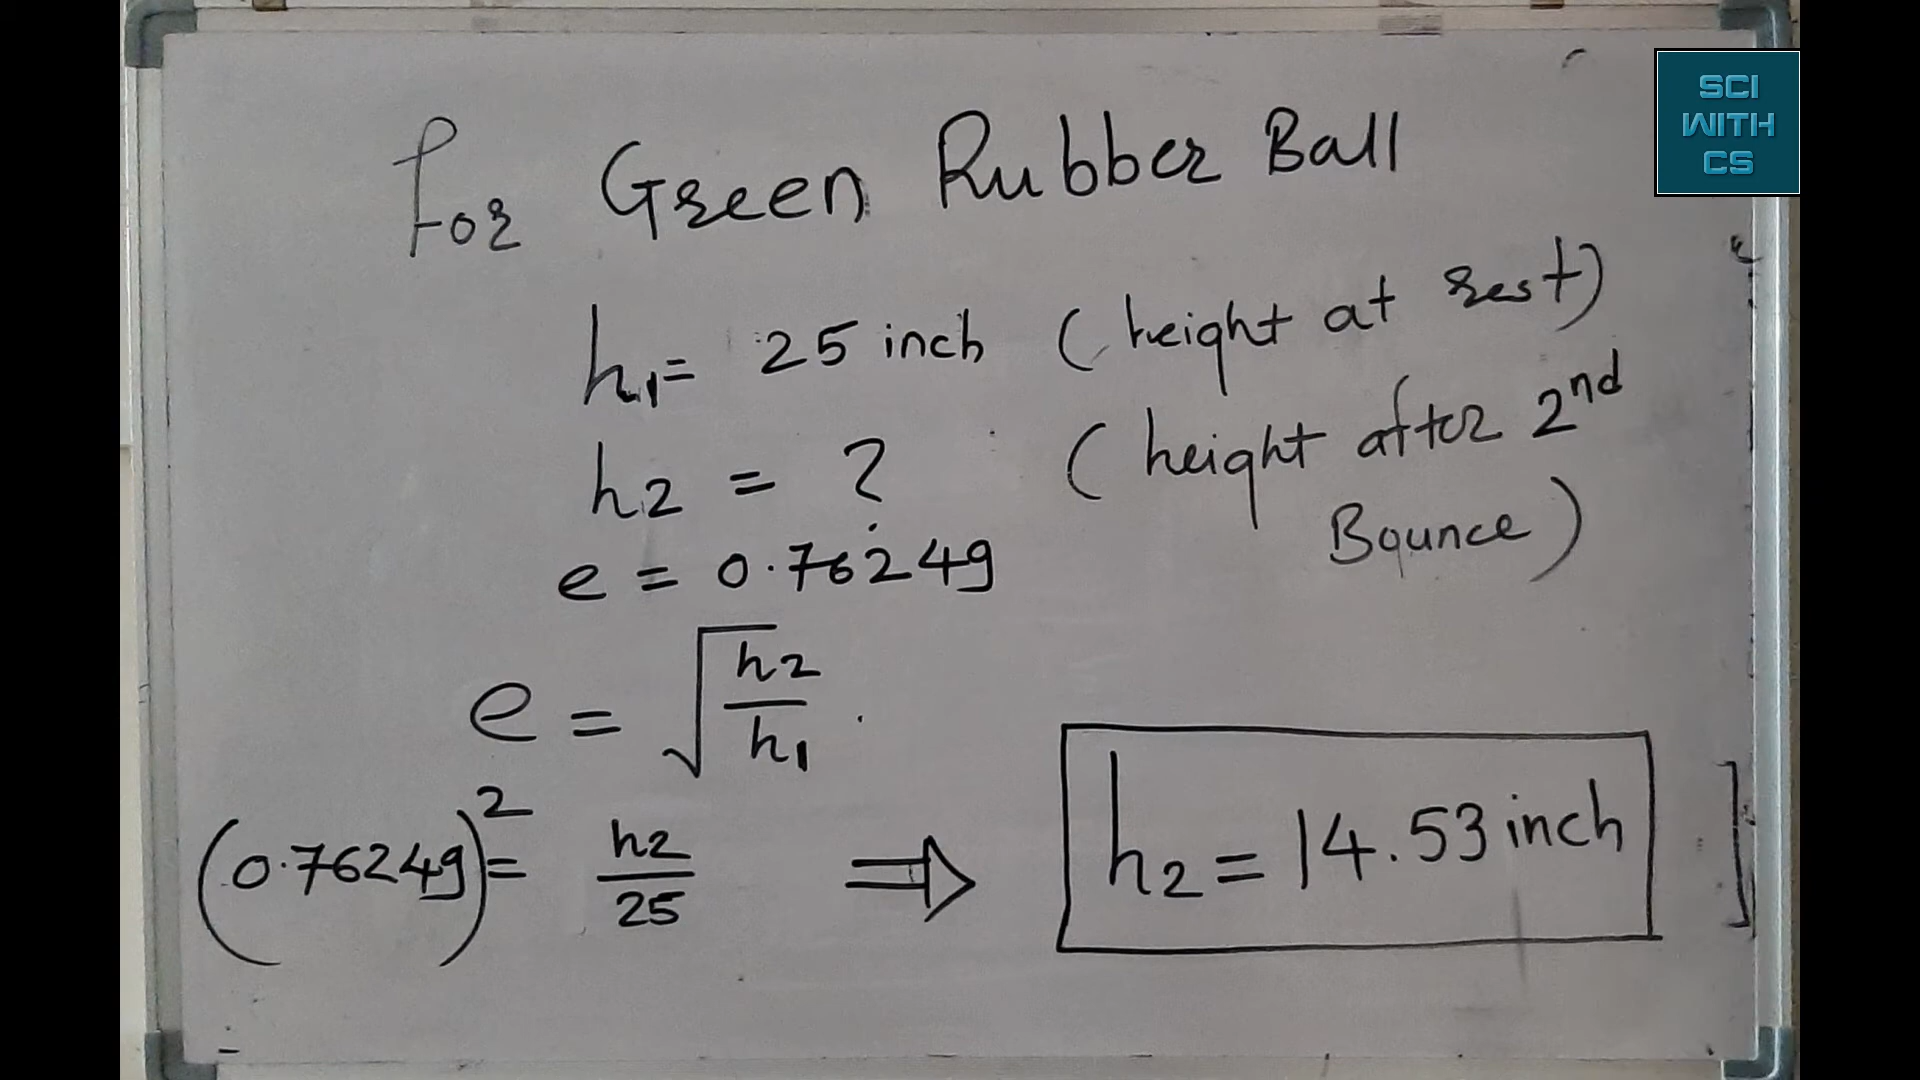 SCI
WITH
CS
For Green Rubber Ball
h1 = 25 inch (height at rest)
h2 = ? (height after 2nd
Bounce)
e = 0.76249
e = √(h2/h1)
(0.76249)² = h2/25 ⇒ h2 = 14.53 inch